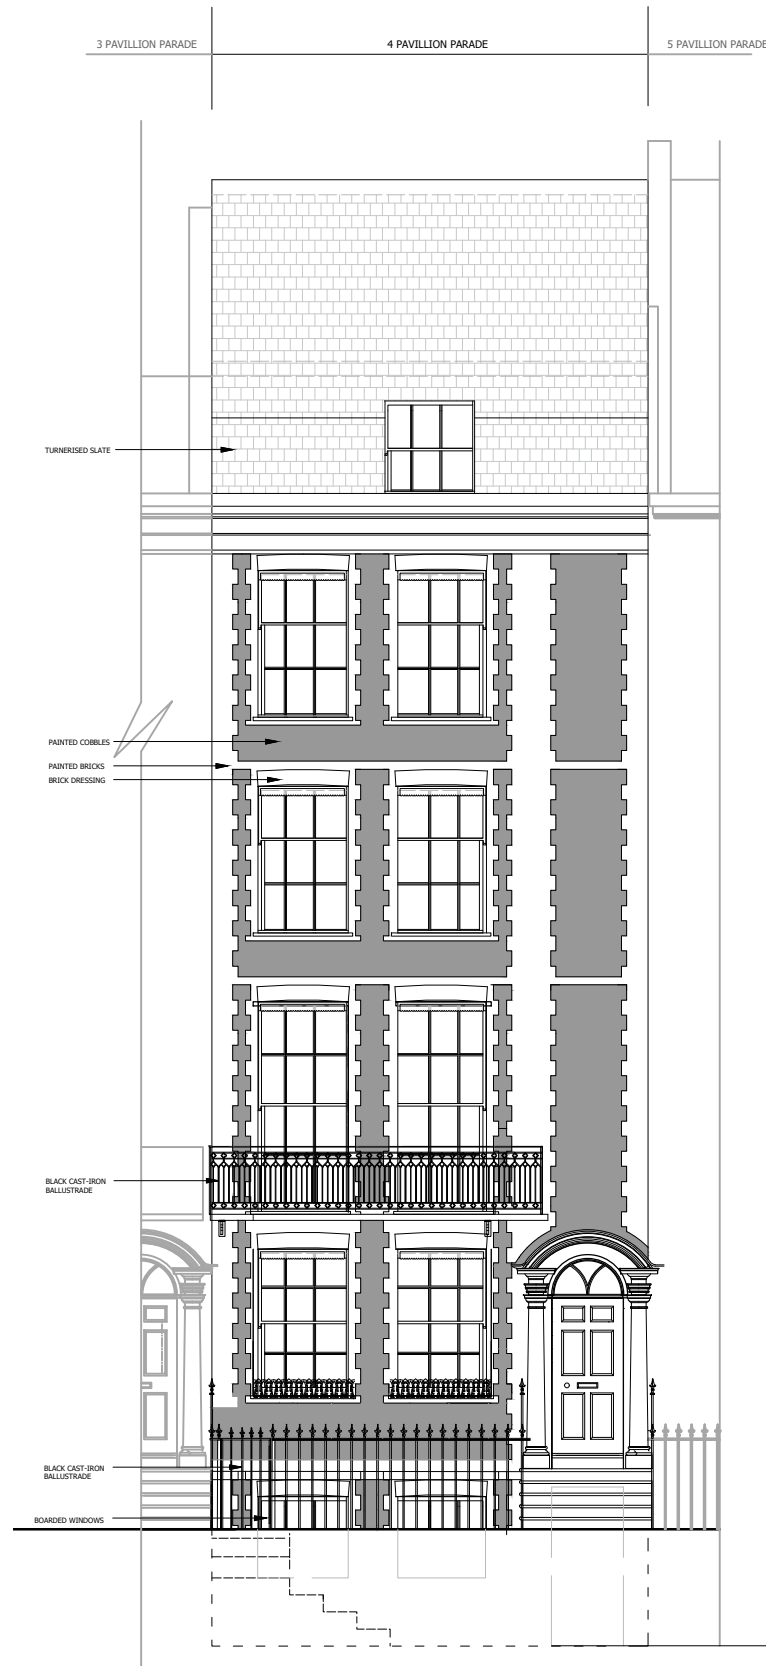 3 PAVILLION PARADE
4 PAVILLION PARADE
5 PAVILLION PARADE
TURNERISED SLATE
PAINTED COBBLES
PAINTED BRICKS
BRICK DRESSING
BLACK CAST-IRON
BALLUSTRADE
BLACK CAST-IRON
BALLUSTRADE
BOARDED WINDOWS